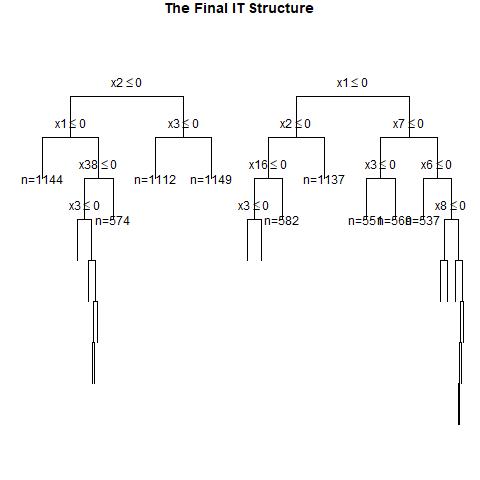 The Final IT Structure
x2 ≤ 0 x1 ≤ 0
x1 ≤ 0 x3 ≤ 0 x2 ≤ 0 x7 ≤ 0
x38 ≤ 0 x16 ≤ 0 x3 ≤ 0 x6 ≤ 0
n=1144 n=1112 n=1149 n=1137
x3 ≤ 0 x3 ≤ 0 x8 ≤ 0
n=574 n=582 n=551 n=537